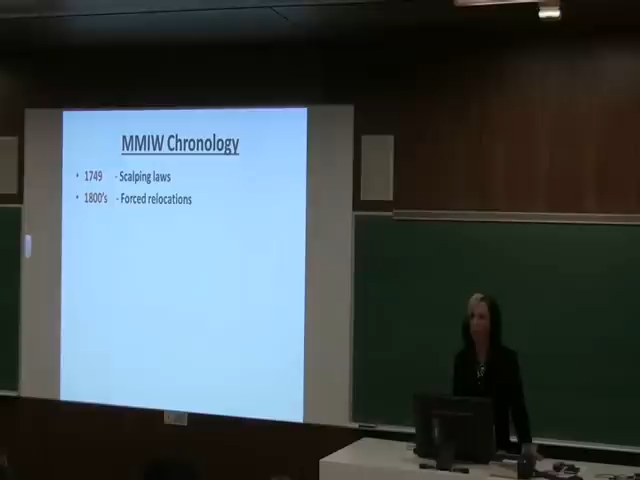 MMIW Chronology
• 1749 - Scalping laws
• 1800's - Forced relocations